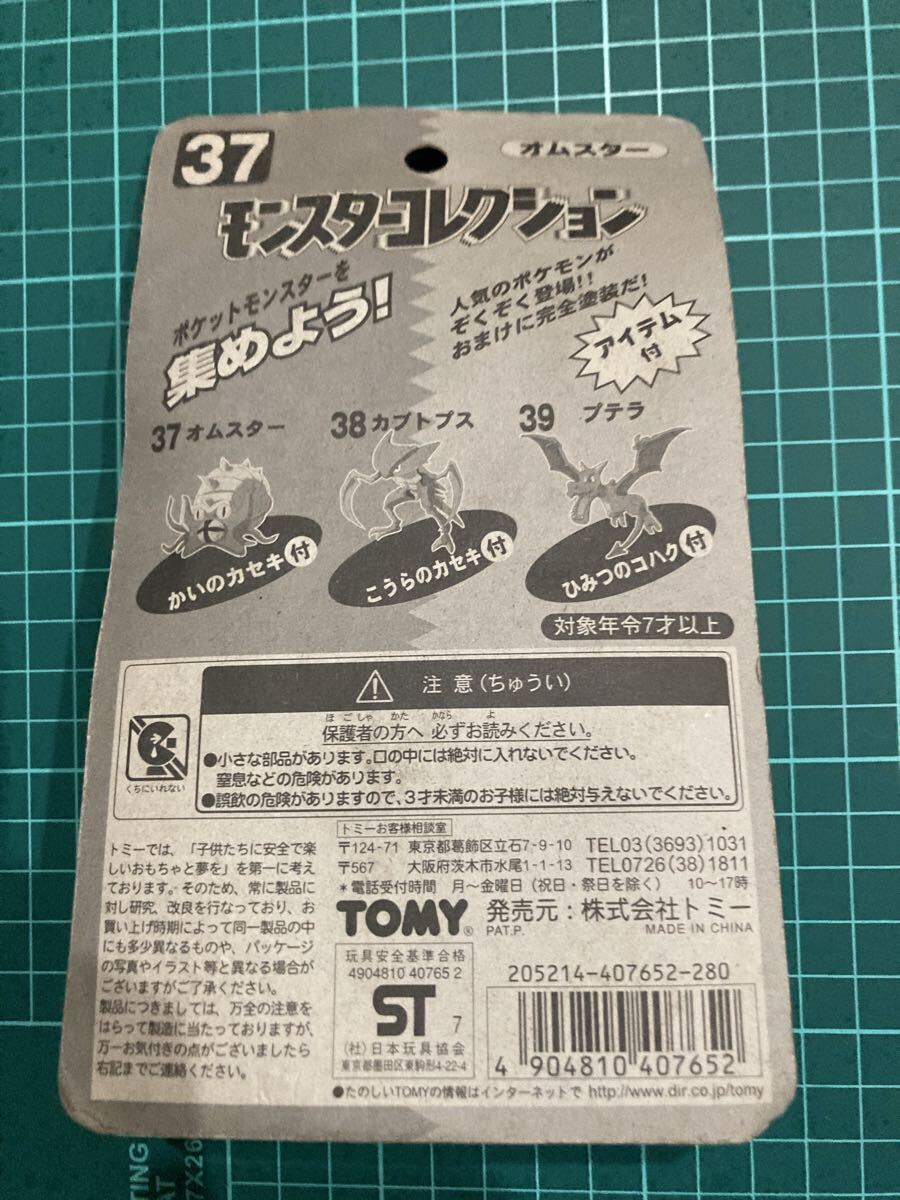 37
オムスター
モンスターコレクション
ポケットモンスターを
集めよう!
人気のポケモンが
ぞくぞく登場!!
おまけに完全塗装だ!
アイテム
付
37 オムスター
38 カブトプス
39 プテラ
かいのカセキ付
こうらのカセキ付
ひみつのコハク付
対象年令7才以上
注意(ちゅうい)
ほごしゃ かた かなら よ
保護者の方へ 必ずお読みください。
●小さな部品があります。口の中には絶対に入れないでください。
窒息などの危険があります。
●誤飲の危険がありますので、3才未満のお子様には絶対与えないでください。
くちにいれない
トミーでは、「子供たちに安全で楽
しいおもちゃと夢を」を第一に考え
ております。そのため、常に製品に
対し研究、改良を行なっており、お
買い上げ時期によって同一製品の中
にも多少異なるものや、パッケージ
の写真やイラスト等と異なる場合が
ございますがご了承ください。
製品につきましては、万全の注意を
はらって製造に当たっておりますが、
万一お気付きの点がございましたら
右記までご連絡ください。
トミーお客様相談室
〒124-71 東京都葛飾区立石7-9-10 TEL03(3693)1031
〒567 大阪府茨木市水尾1-1-13 TEL0726(38)1811
*電話受付時間 月〜金曜日(祝日・祭日を除く) 10〜17時
TOMY® 発売元:株式会社トミー
PAT.P. MADE IN CHINA
玩具安全基準合格
4904810 40765 2
ST 7
(社)日本玩具協会
東京都墨田区東駒形4-22-4
205214-407652-280
4 904810 407652
●たのしいTOMYの情報はインターネットで http://www.dir.co.jp/tomy
TING
AT
7X26